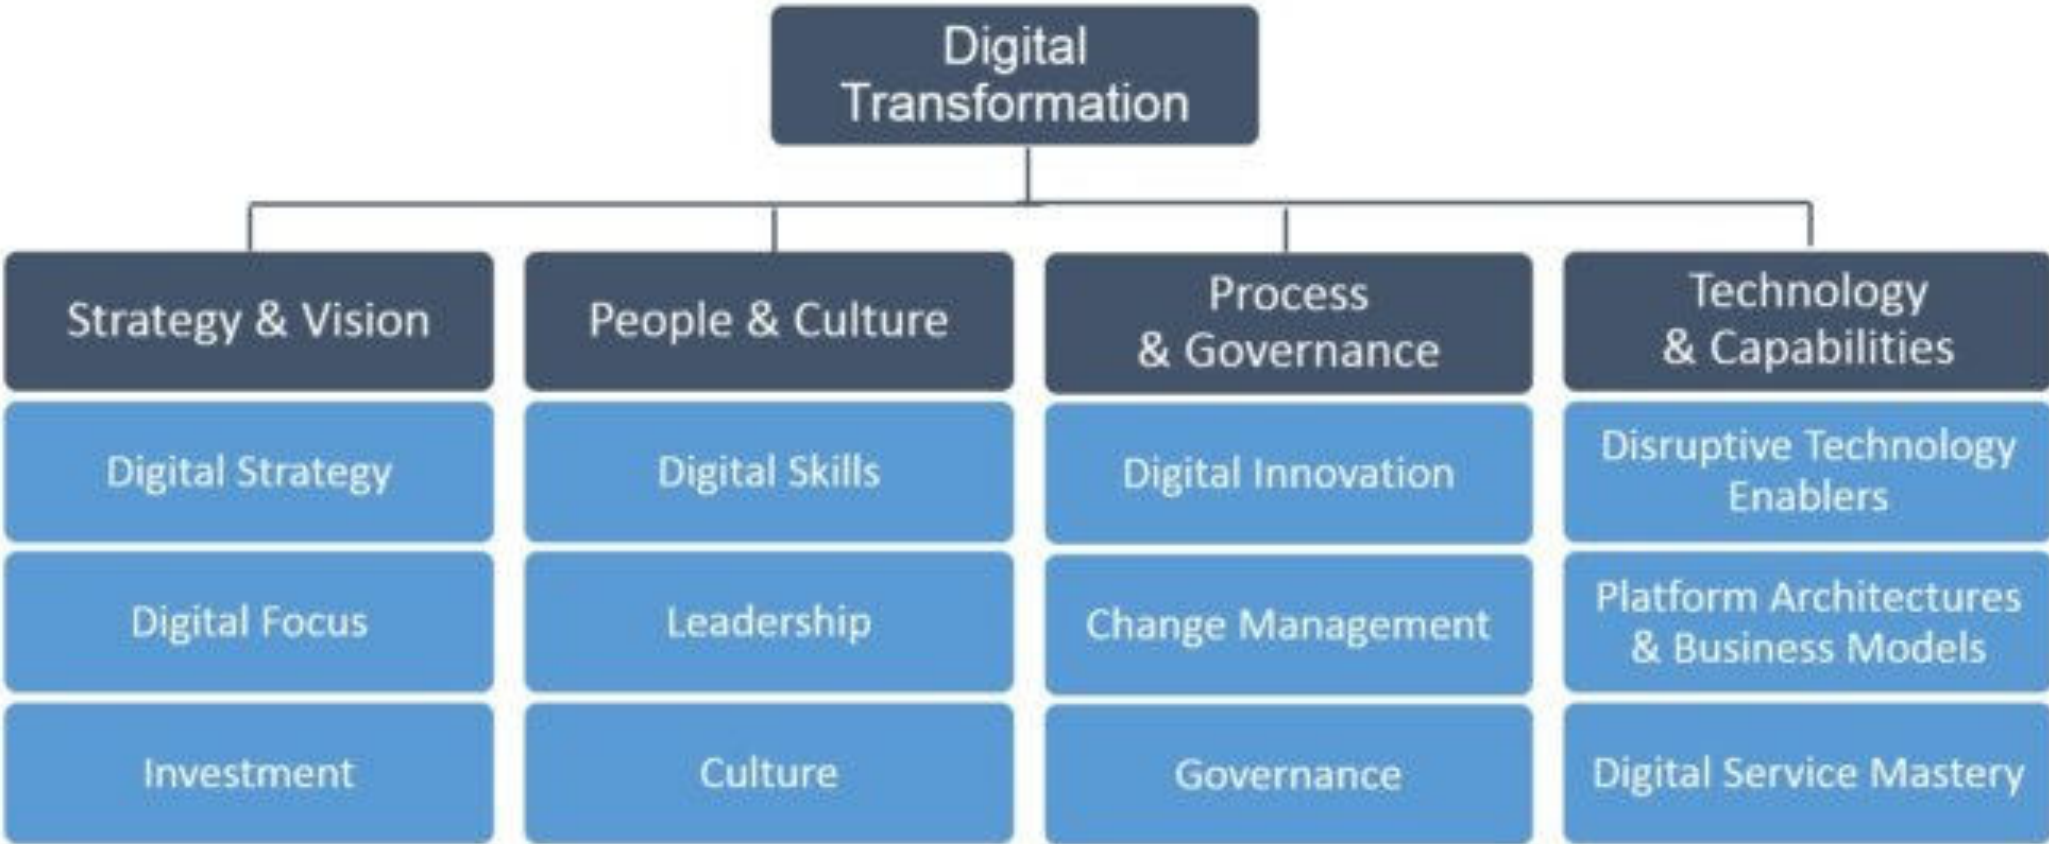 Digital
Transformation
Strategy & Vision
People & Culture
Process
& Governance
Technology
& Capabilities
Digital Strategy
Digital Skills
Digital Innovation
Disruptive Technology
Enablers
Digital Focus
Leadership
Change Management
Platform Architectures
& Business Models
Investment
Culture
Governance
Digital Service Mastery